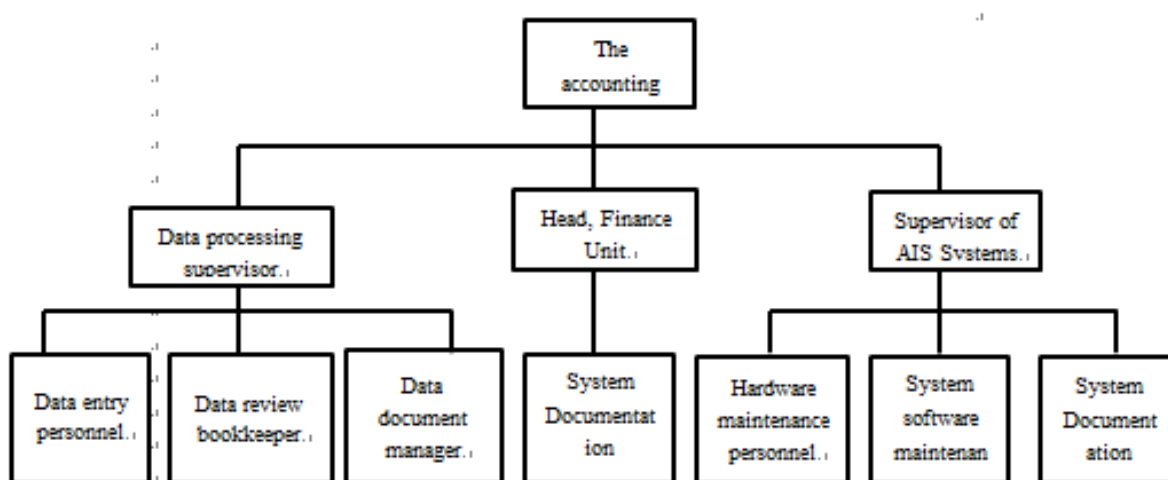 The
accounting
Data processing
supervisor.
Head, Finance
Unit.
Supervisor of
AIS Systems.
Data entry
personnel.
Data review
bookkeeper.
Data
document
manager.
System
Documentat
ion
Hardware
maintenance
personnel.
System
software
maintenan
System
Document
ation